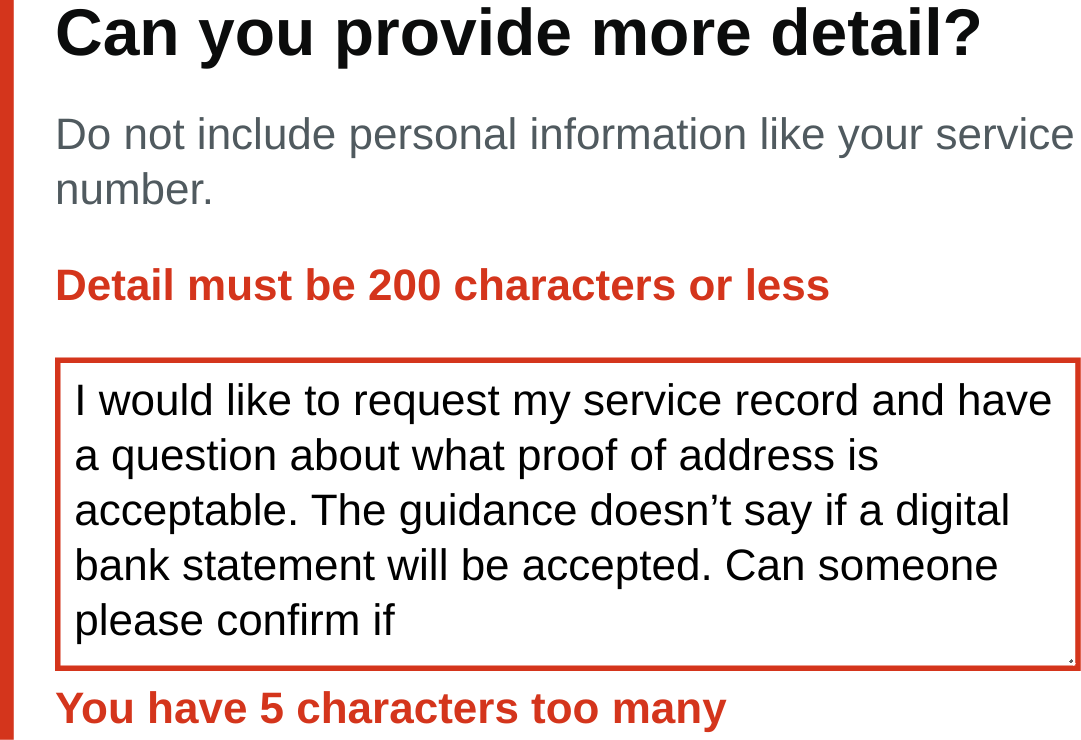 Can you provide more detail?
Do not include personal information like your service
number.
Detail must be 200 characters or less
I would like to request my service record and have
a question about what proof of address is
acceptable. The guidance doesn’t say if a digital
bank statement will be accepted. Can someone
please confirm if
You have 5 characters too many